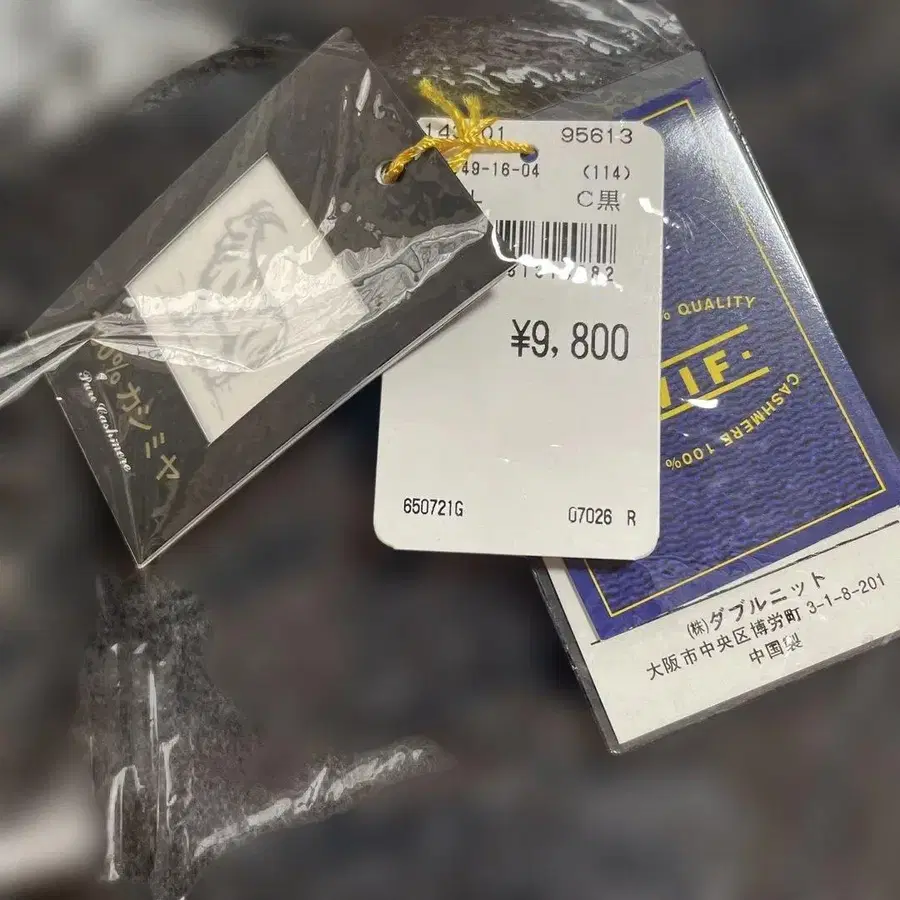 95613
49-16-04 (114)
C黒
82
¥9,800
650721G 07026 R
% カシミヤ
Pure Cashmere
QUALITY
WIF.
CASHMERE 100%
(株)ダブルニット
大阪市中央区博労町 3-1-8-201
中国製